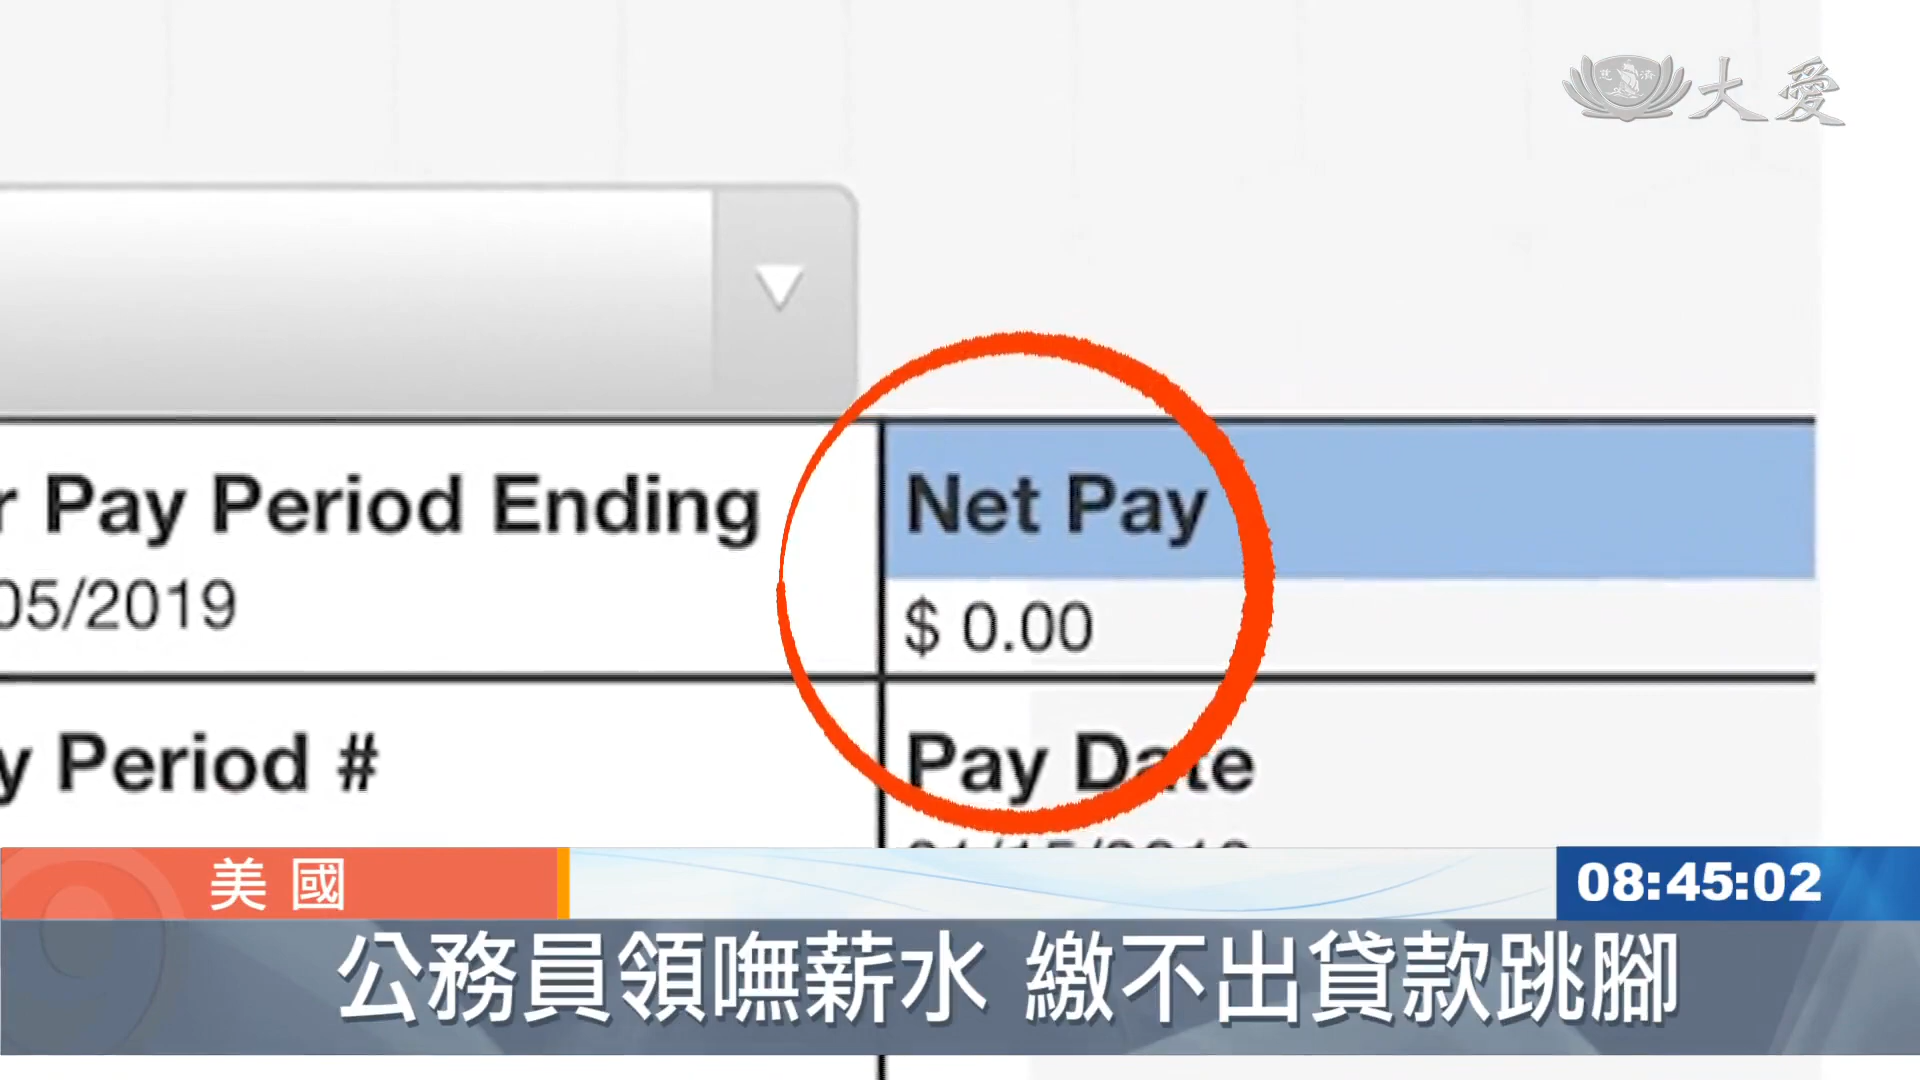 大愛
r Pay Period Ending
05/2019
Net Pay
$ 0.00
y Period #
Pay Date
美國
08:45:02
公務員領嘸薪水 繳不出貸款跳腳